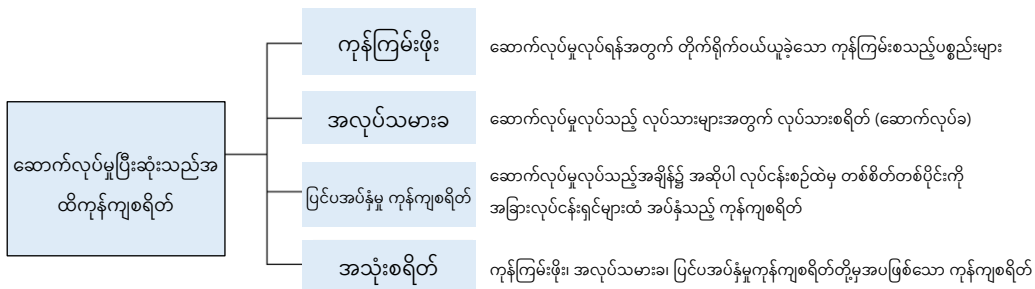 ဆောက်လုပ်မှုပြီးဆုံးသည်အ
ထိကုန်ကျစရိတ်
ကုန်ကြမ်းဖိုး
ဆောက်လုပ်မှုလုပ်ရန်အတွက် တိုက်ရိုက်ဝယ်ယူခဲ့သော ကုန်ကြမ်းစသည့်ပစ္စည်းများ
အလုပ်သမားခ
ဆောက်လုပ်မှုလုပ်သည့် လုပ်သားများအတွက် လုပ်သားစရိတ် (ဆောက်လုပ်ခ)
ပြင်ပအပ်နှံမှု ကုန်ကျစရိတ်
ဆောက်လုပ်မှုလုပ်သည့်အချိန်၌ အဆိုပါ လုပ်ငန်းစဉ်ထဲမှ တစ်စိတ်တစ်ပိုင်းကို
အခြားလုပ်ငန်းရှင်များထံ အပ်နှံသည့် ကုန်ကျစရိတ်
အသုံးစရိတ်
ကုန်ကြမ်းဖိုး၊ အလုပ်သမားခ၊ ပြင်ပအပ်နှံမှုကုန်ကျစရိတ်တို့မှအပဖြစ်သော ကုန်ကျစရိတ်